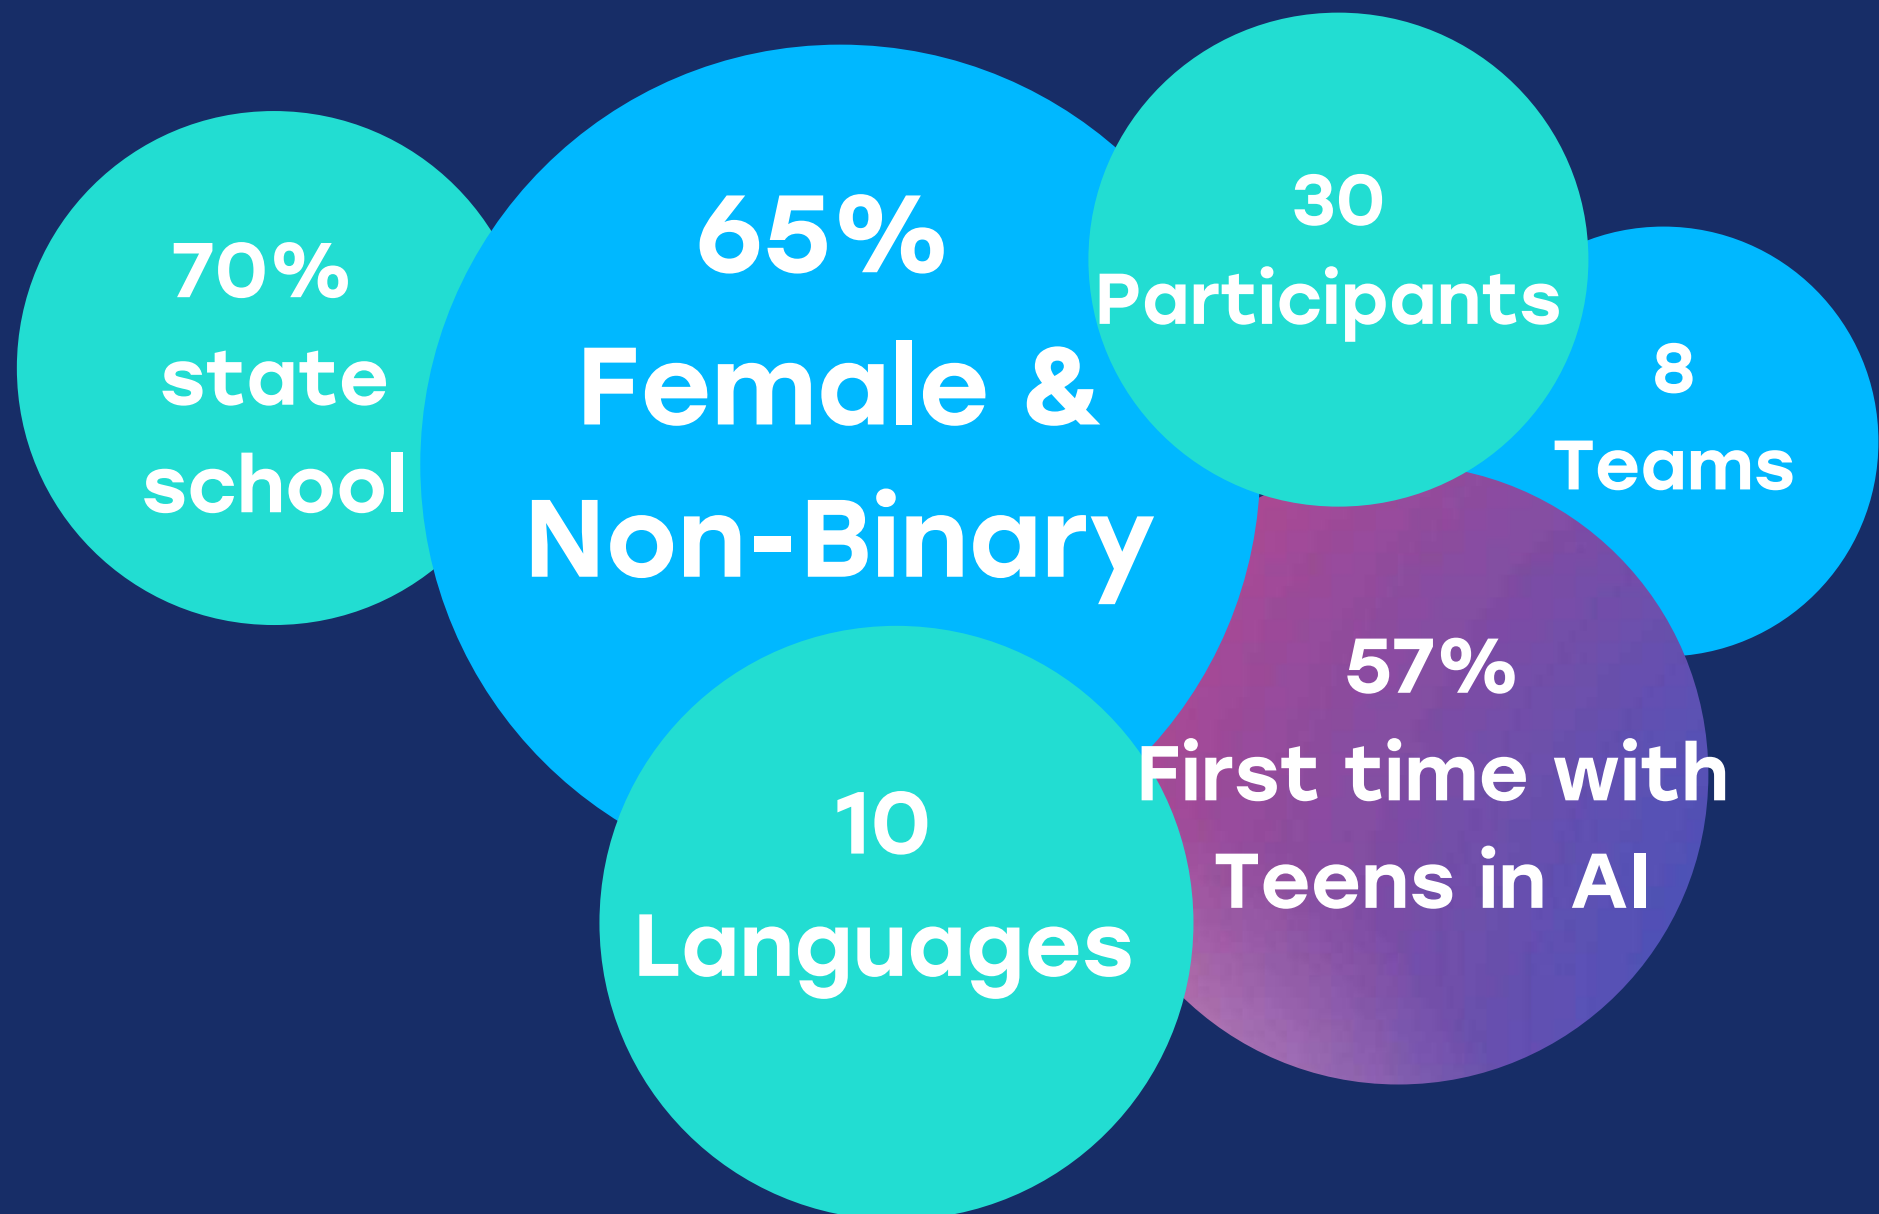 70%
state
school
65%
Female &
Non-Binary
30
Participants
8
Teams
57%
First time with
Teens in AI
10
Languages